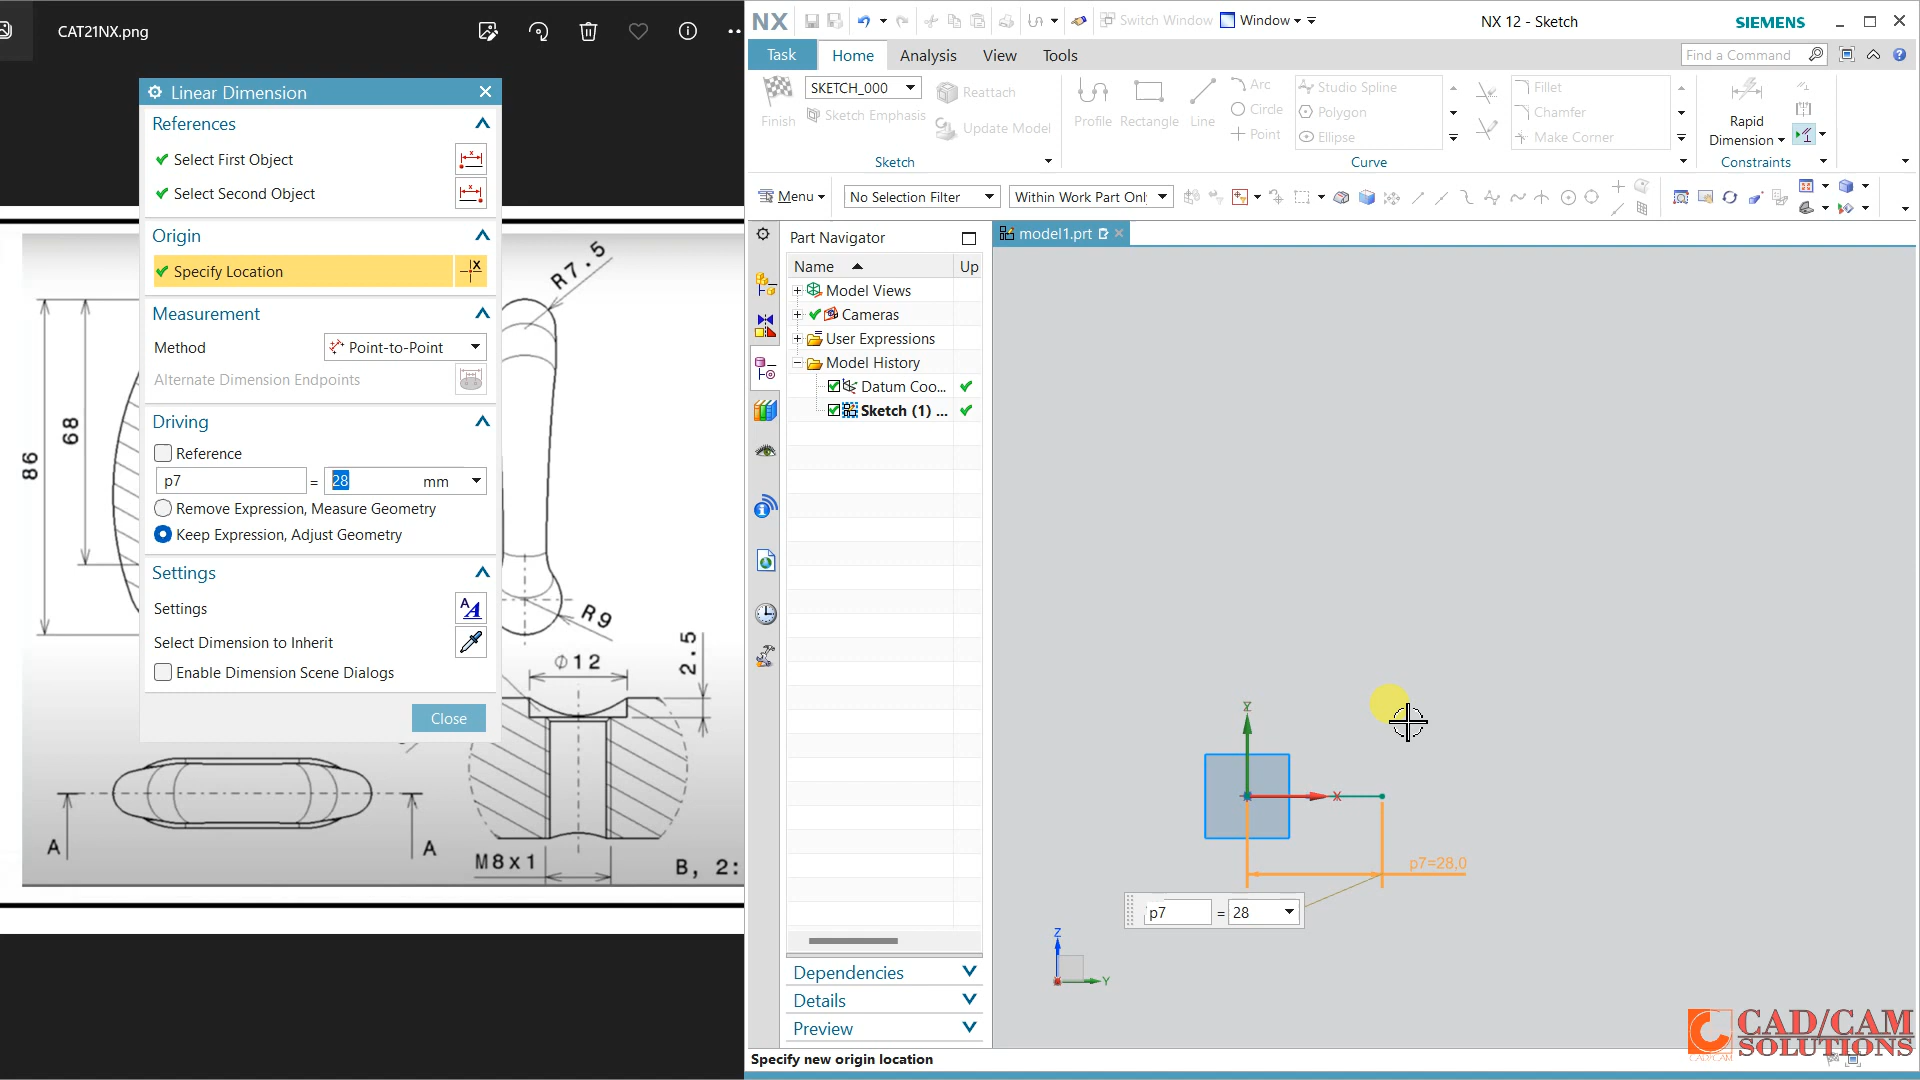 CAT21NX.png
Linear Dimension
References
Select First Object
Select Second Object
Origin
Specify Location
Measurement
Method
Point-to-Point
Alternate Dimension Endpoints
Driving
Reference
p7 = 28 mm
Remove Expression, Measure Geometry
Keep Expression, Adjust Geometry
Settings
Settings
Select Dimension to Inherit
Enable Dimension Scene Dialogs
Close
R7.5
86
68
R9
2.5
φ12
A
A
M8x1
B, 2:
NX
Switch Window
Window
NX 12 - Sketch
SIEMENS
Task
Home
Analysis
View
Tools
Find a Command
Finish
SKETCH_000
Sketch Emphasis
Reattach
Update Model
Sketch
Profile
Rectangle
Line
Arc
Circle
Point
Studio Spline
Polygon
Ellipse
Fillet
Chamfer
Make Corner
Curve
Rapid
Dimension
Constraints
Menu
No Selection Filter
Within Work Part Onl
Part Navigator
model1.prt
Name
Up
Model Views
Cameras
User Expressions
Model History
Datum Coo...
Sketch (1) ...
Dependencies
Details
Preview
Y
X
p7=28,0
p7 = 28
Z
Y
CAD/CAM
SOLUTIONS
Specify new origin location